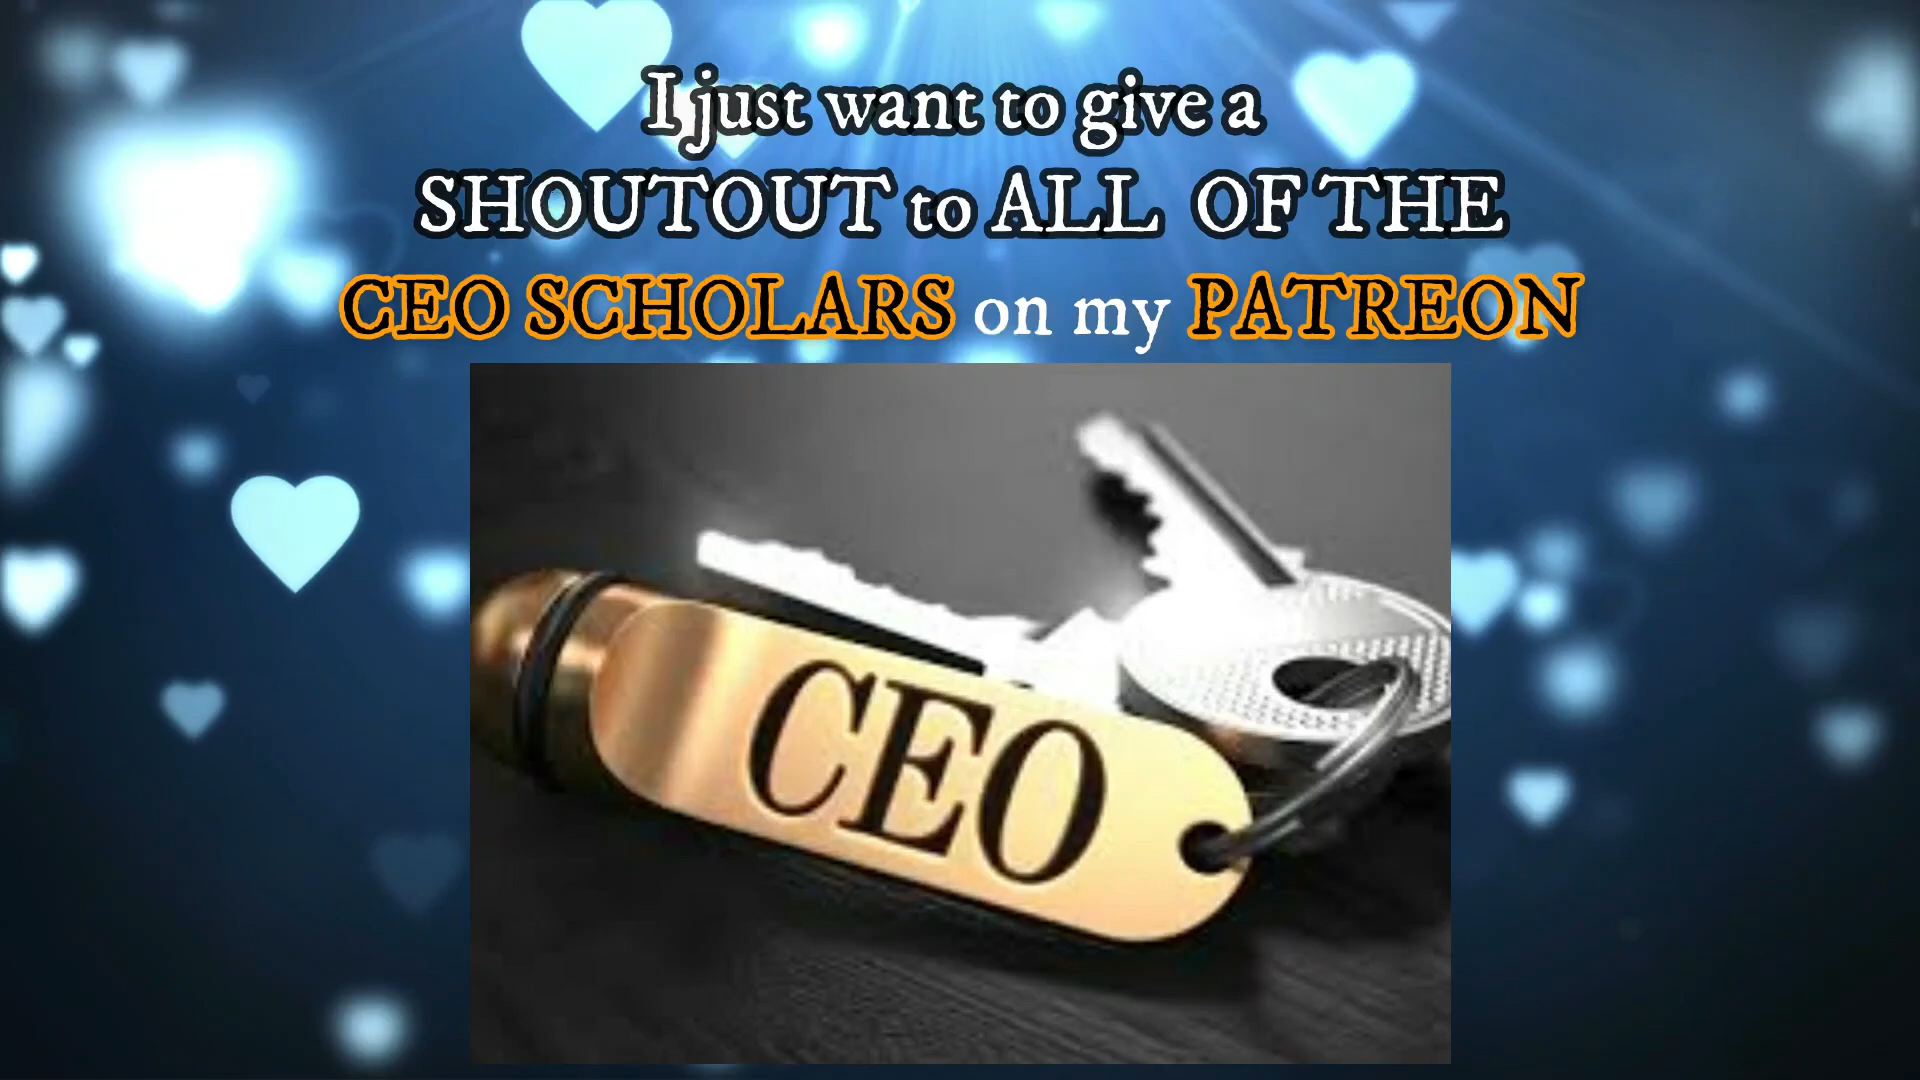 I just want to give a
SHOUTOUT to ALL OF THE
CEO SCHOLARS on my PATREON
CEO